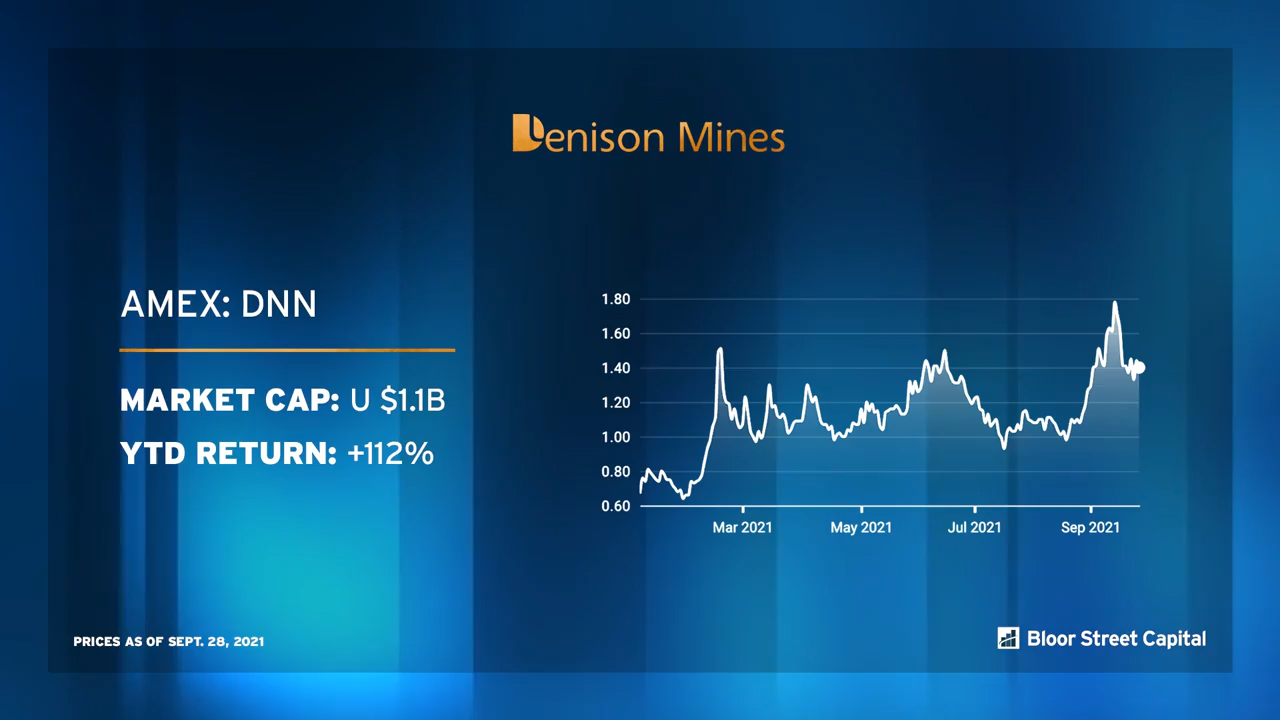 Denison Mines
AMEX: DNN
MARKET CAP: U $1.1B
YTD RETURN: +112%
1.80
1.60
1.40
1.20
1.00
0.80
0.60
Mar 2021 May 2021 Jul 2021 Sep 2021
PRICES AS OF SEPT. 28, 2021
Bloor Street Capital